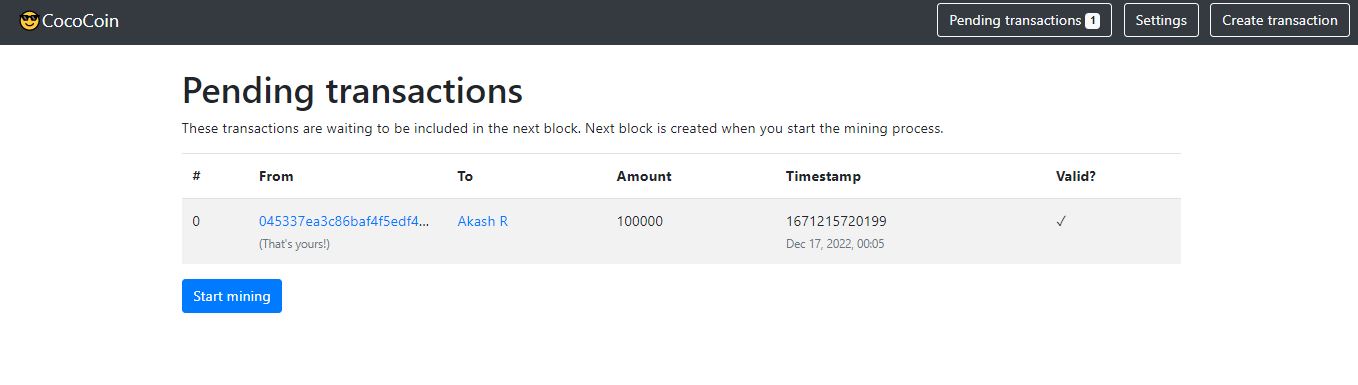 CocoCoin Pending transactions 1 Settings Create transaction
Pending transactions
These transactions are waiting to be included in the next block. Next block is created when you start the mining process.
# From To Amount Timestamp Valid?
0 045337ea3c86baf4f5edf4... Akash R 100000 1671215720199 ✓
(That's yours!) Dec 17, 2022, 00:05
Start mining